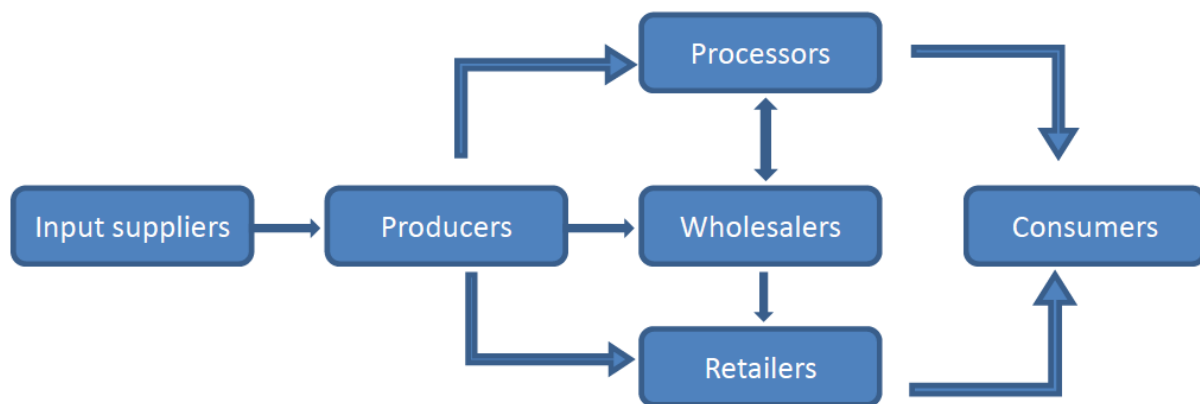 Processors
Input suppliers
Producers
Wholesalers
Consumers
Retailers